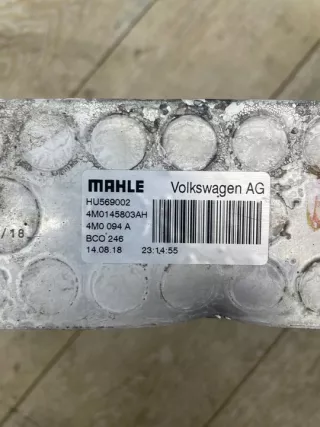 MAHLE Volkswagen AG
HU569002
4M0145803AH
4M0 094 A
BCO 246
14.08.18 23:14:55
/18